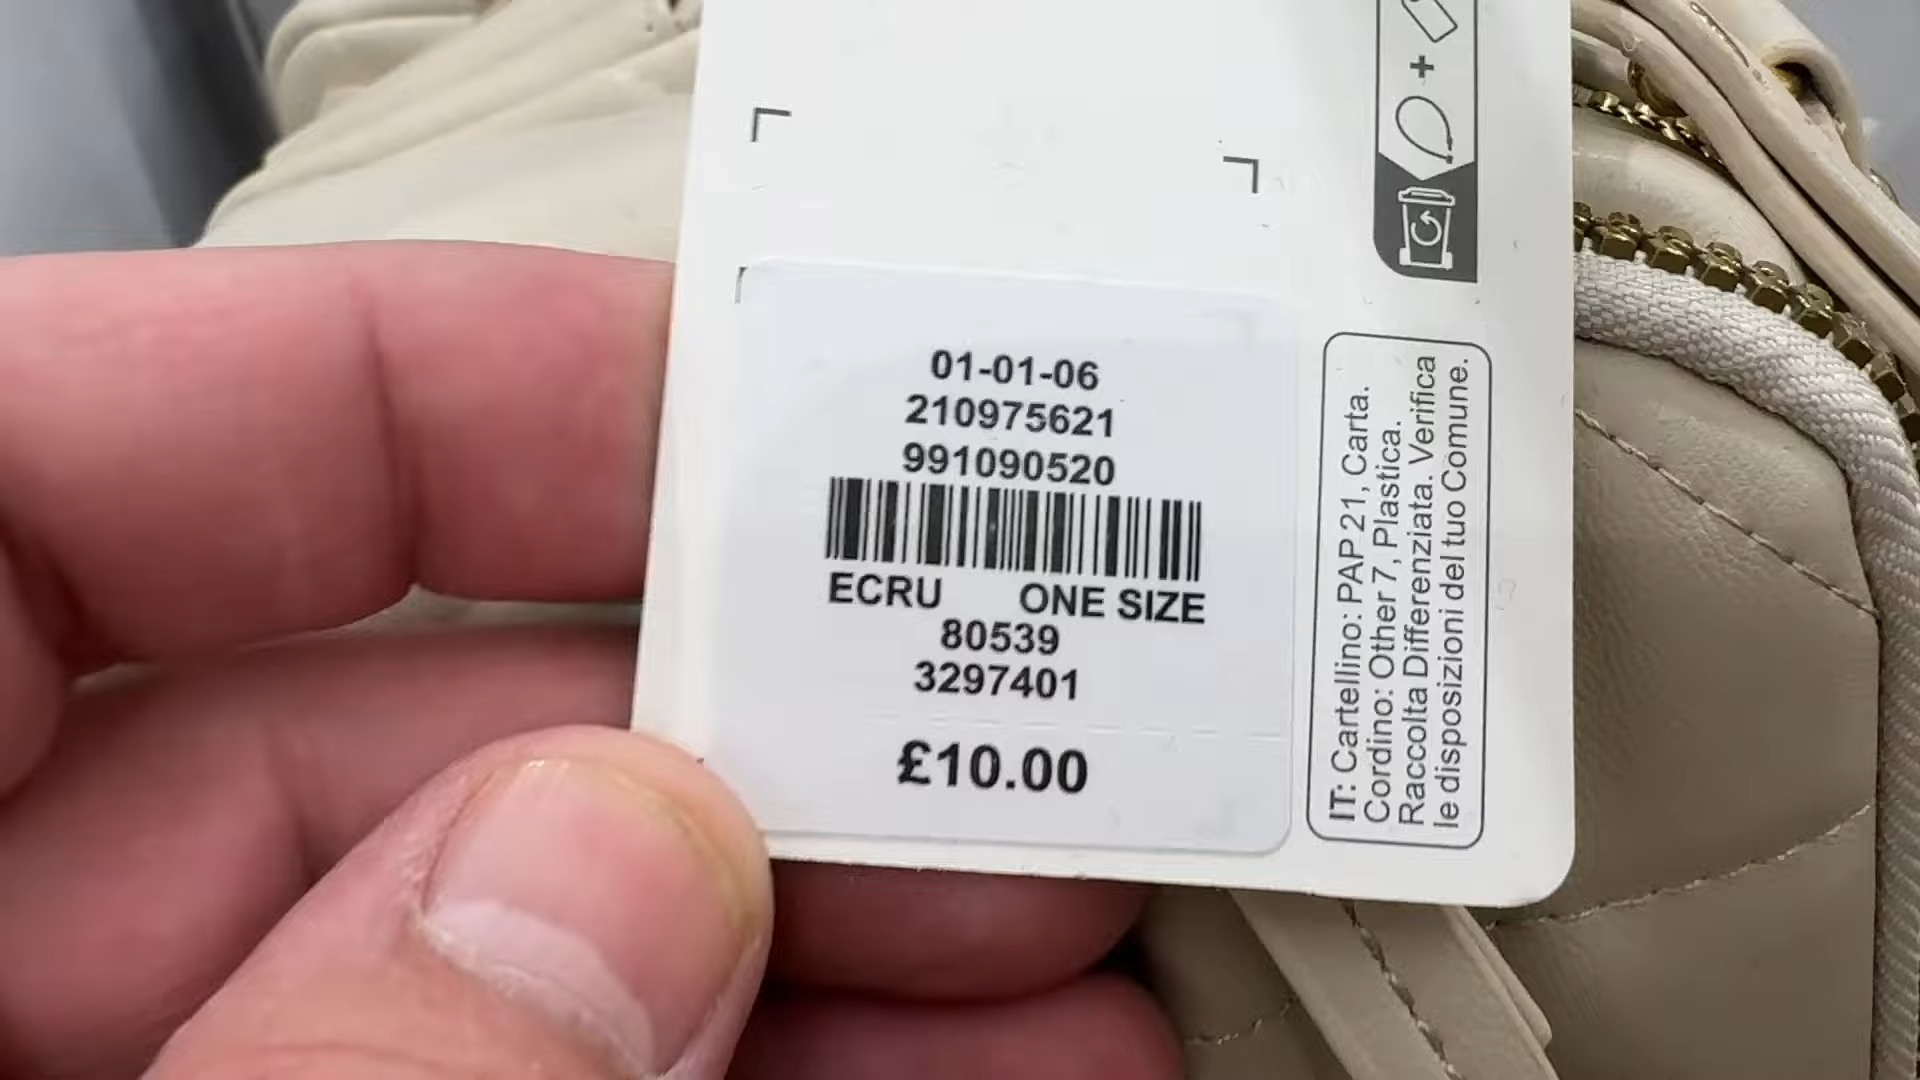 01-01-06
210975621
991090520
ECRU ONE SIZE
80539
3297401
£10.00
IT: Cartellino: PAP 21, Carta.
Cordino: Other 7, Plastica.
Raccolta Differenziata. Verifica
le disposizioni del tuo Comune.